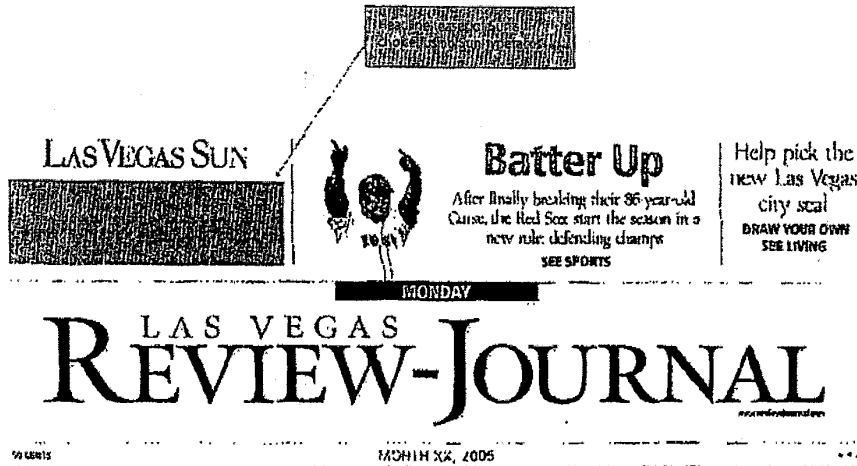 LAS VEGAS SUN
Batter Up
After finally breaking their 86-year-old
Curse, the Red Sox start the season in a
new role: defending champs
SEE SPORTS
Help pick the
new Las Vegas
city seal
DRAW YOUR OWN
SEE LIVING
MONDAY
LAS VEGAS
REVIEW-JOURNAL
50 CENTS
MONTH XX, 2005